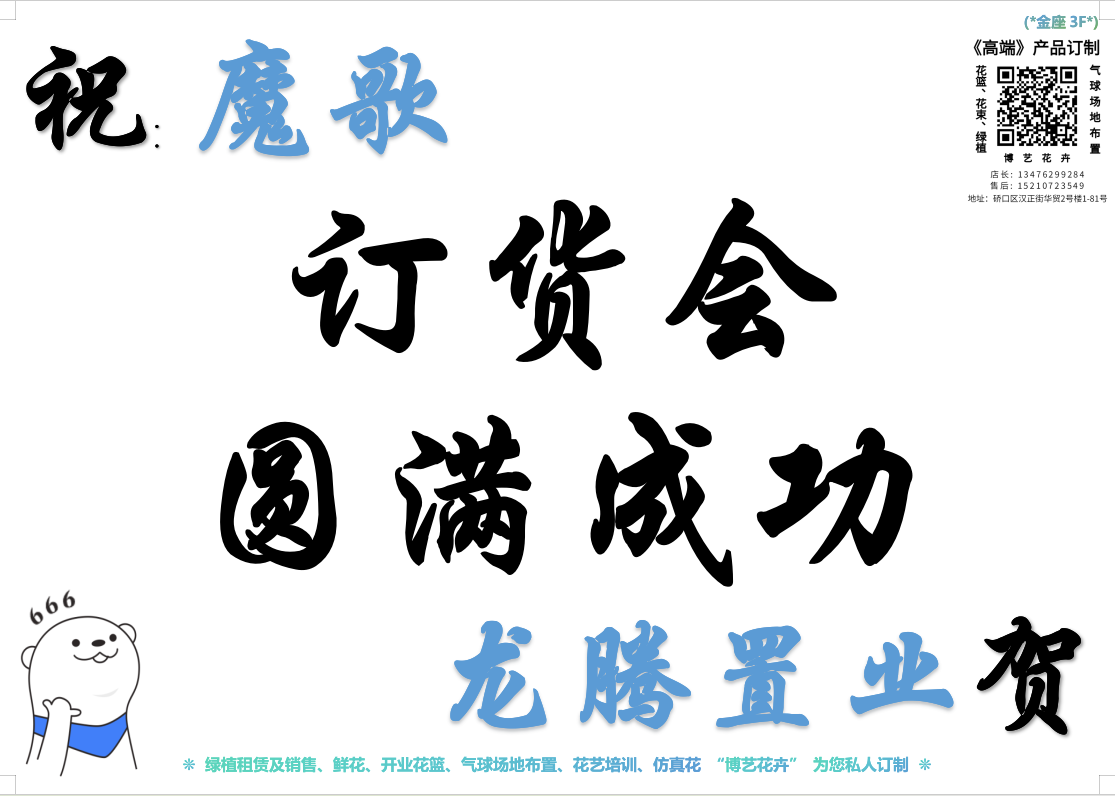 (*金座 3F*)
《高端》产品订制
花篮、花束、绿植
气球场地布置
博艺花卉
店长: 13476299284
售后: 15210723549
地址: 硚口区汉正街华贸2号楼1-81号
祝: 魔歌
订货会
圆满成功
666
龙腾置业贺
❋ 绿植租赁及销售、鲜花、开业花篮、气球场地布置、花艺培训、仿真花 “博艺花卉” 为您私人订制 ❋